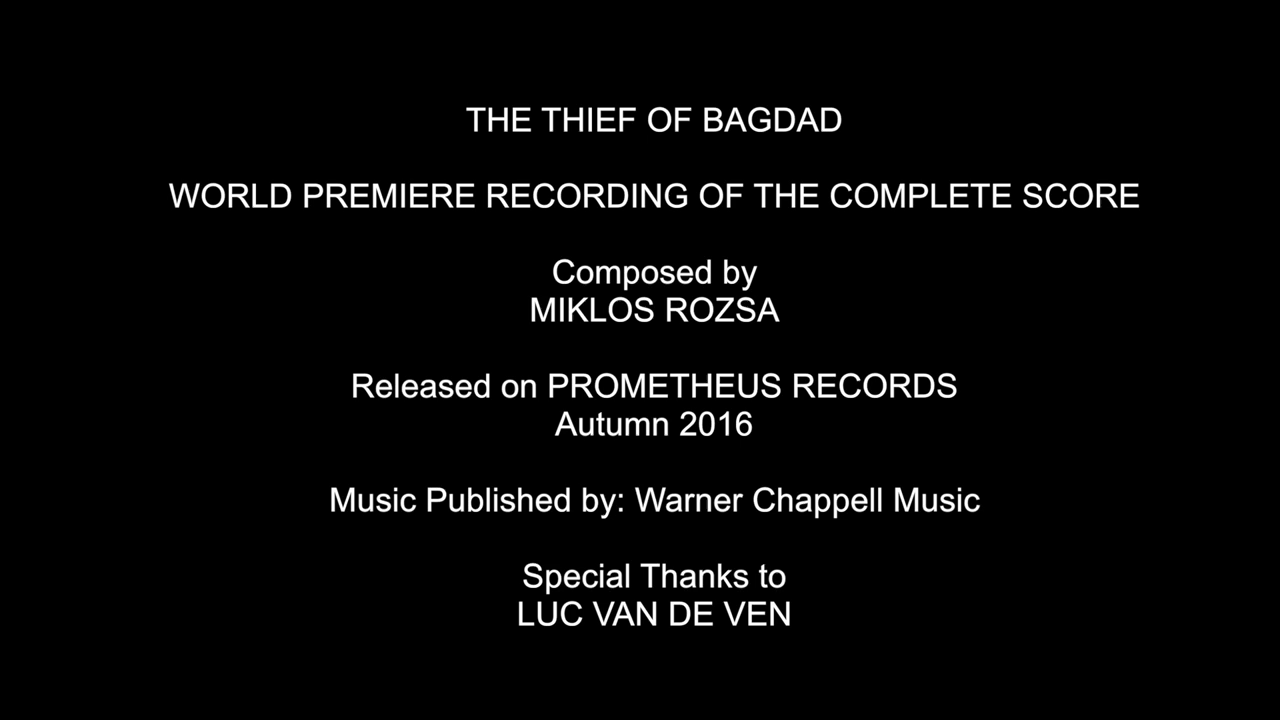 THE THIEF OF BAGDAD
WORLD PREMIERE RECORDING OF THE COMPLETE SCORE
Composed by
MIKLOS ROZSA
Released on PROMETHEUS RECORDS
Autumn 2016
Music Published by: Warner Chappell Music
Special Thanks to
LUC VAN DE VEN